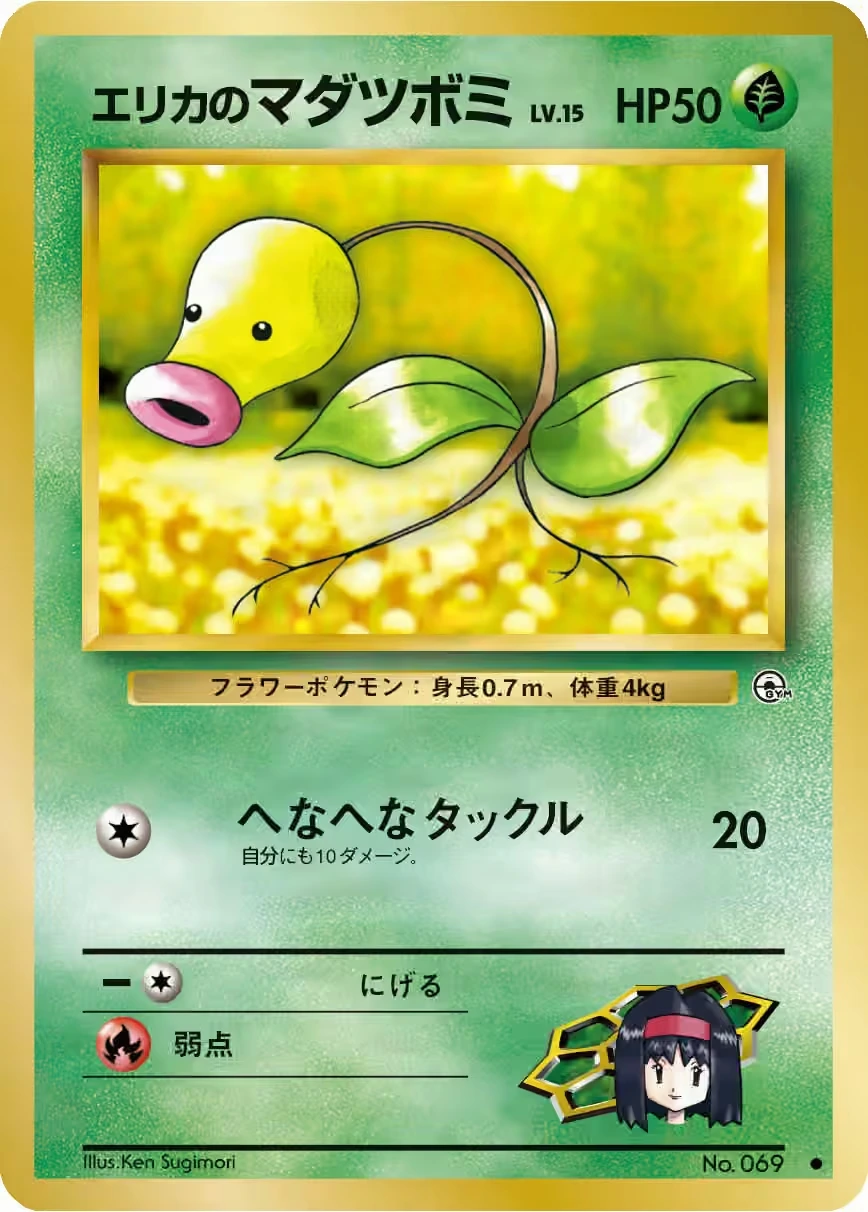 エリカのマダツボミ LV.15 HP50
フラワーポケモン：身長0.7m、体重4kg
GYM
へなへなタックル 20
自分にも10ダメージ。
ー にげる
弱点
Illus.Ken Sugimori No. 069